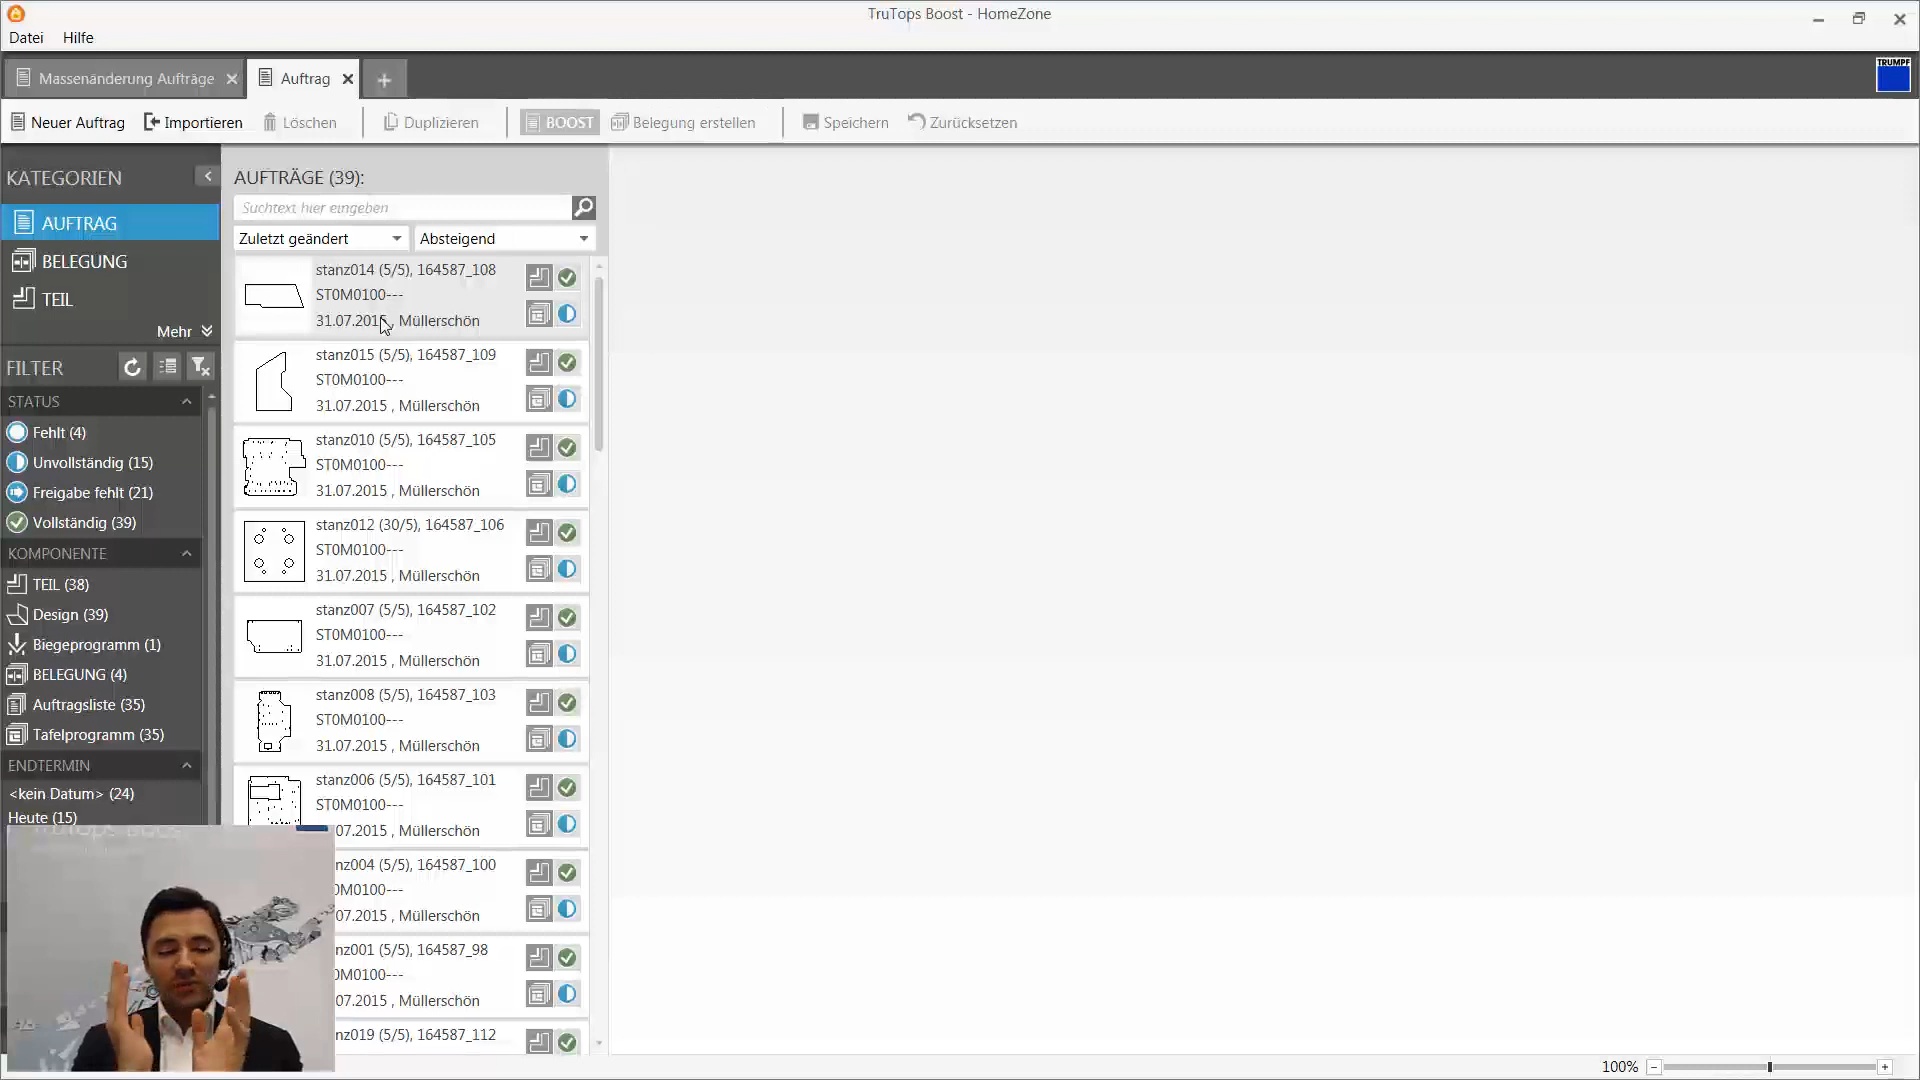 TruTops Boost - HomeZone
Datei Hilfe
Massenänderung Aufträge Auftrag
TRUMPF
Neuer Auftrag Importieren Löschen Duplizieren BOOST Belegung erstellen Speichern Zurücksetzen
KATEGORIEN
AUFTRAG
BELEGUNG
TEIL
Mehr
FILTER
STATUS
Fehlt (4)
Unvollständig (15)
Freigabe fehlt (21)
Vollständig (39)
KOMPONENTE
TEIL (38)
Design (39)
Biegeprogramm (1)
BELEGUNG (4)
Auftragsliste (35)
Tafelprogramm (35)
ENDTERMIN
<kein Datum> (24)
Heute (15)
TruTops Boost
AUFTRÄGE (39):
Suchtext hier eingeben
Zuletzt geändert Absteigend
stanz014 (5/5), 164587_108
ST0M0100---
31.07.2015 , Müllerschön
stanz015 (5/5), 164587_109
ST0M0100---
31.07.2015 , Müllerschön
stanz010 (5/5), 164587_105
ST0M0100---
31.07.2015 , Müllerschön
stanz012 (30/5), 164587_106
ST0M0100---
31.07.2015 , Müllerschön
stanz007 (5/5), 164587_102
ST0M0100---
31.07.2015 , Müllerschön
stanz008 (5/5), 164587_103
ST0M0100---
31.07.2015 , Müllerschön
stanz006 (5/5), 164587_101
ST0M0100---
07.2015 , Müllerschön
nz004 (5/5), 164587_100
0M0100---
07.2015 , Müllerschön
nz001 (5/5), 164587_98
0M0100---
07.2015 , Müllerschön
nz019 (5/5), 164587_112
100%